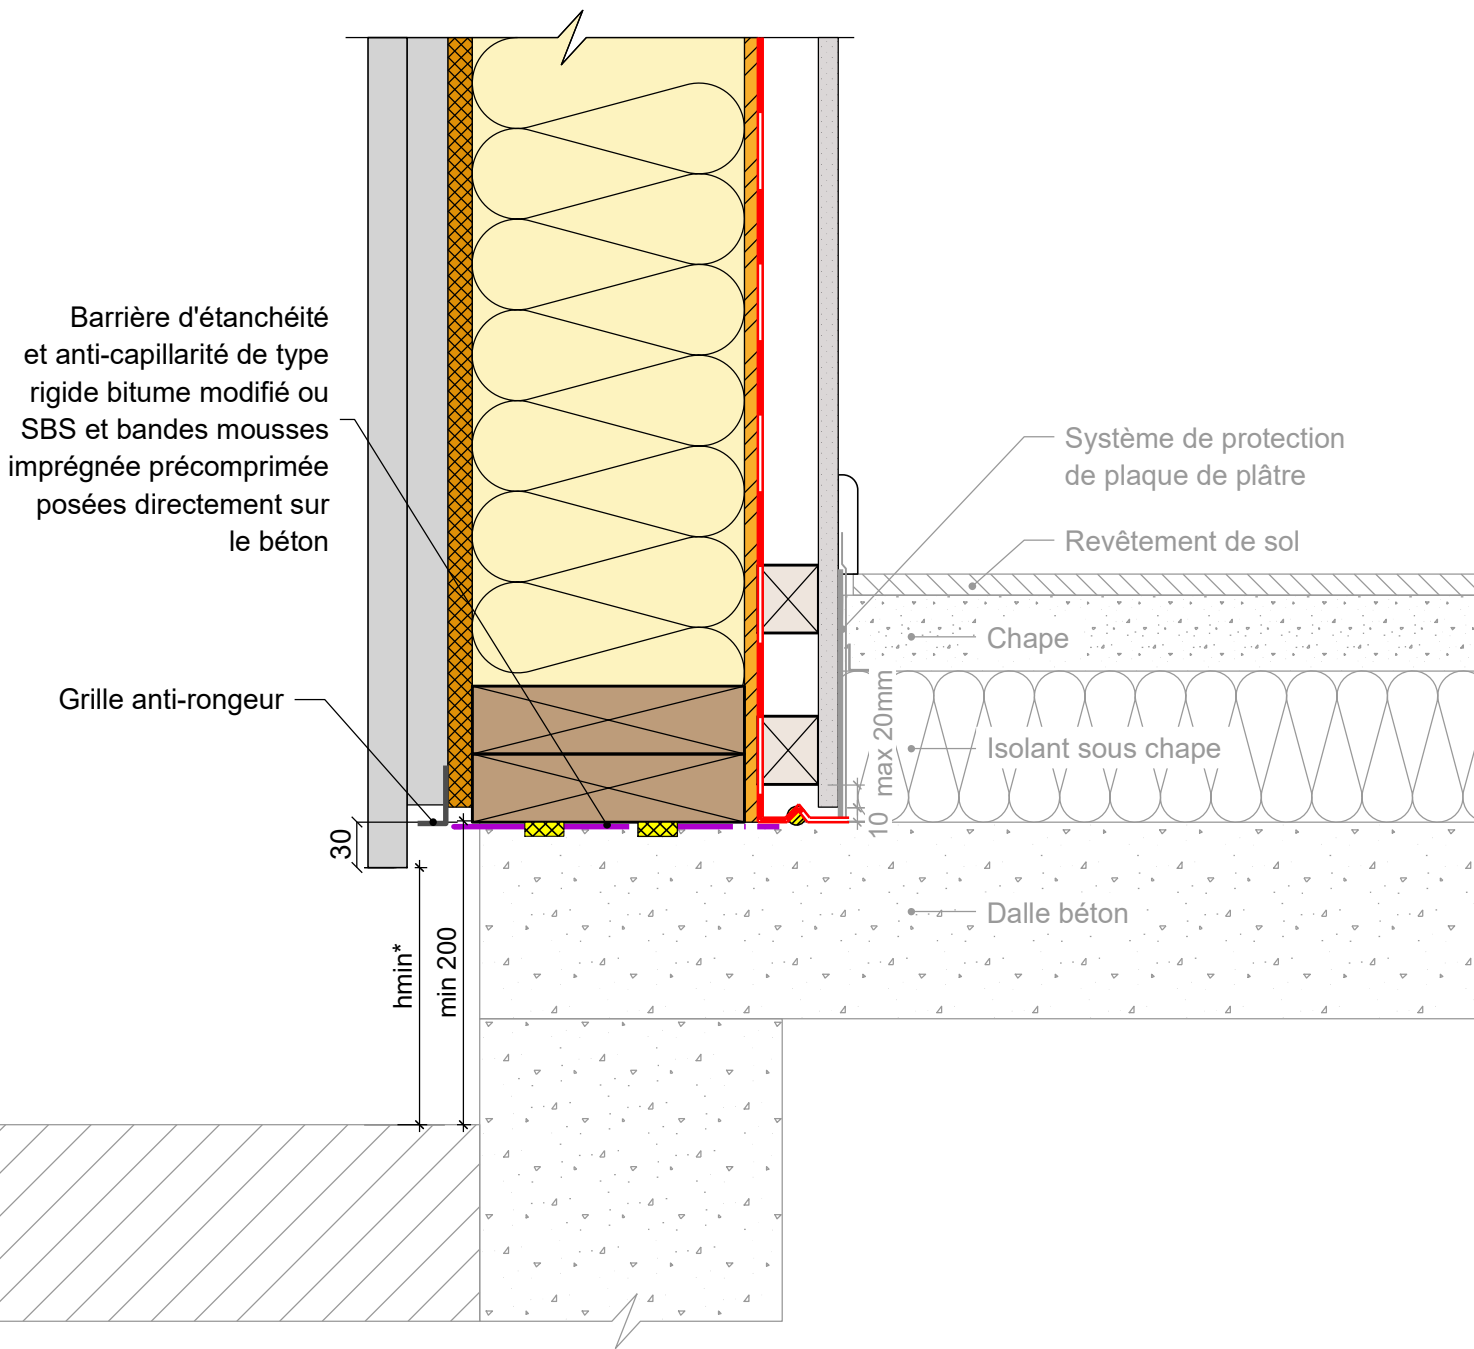 Barrière d'étanchéité
et anti-capillarité de type
rigide bitume modifié ou
SBS et bandes mousses
imprégnée précomprimée
posées directement sur
le béton
Grille anti-rongeur
30
hmin*
min 200
Système de protection
de plaque de plâtre
Revêtement de sol
Chape
max 20mm
Isolant sous chape
10
Dalle béton